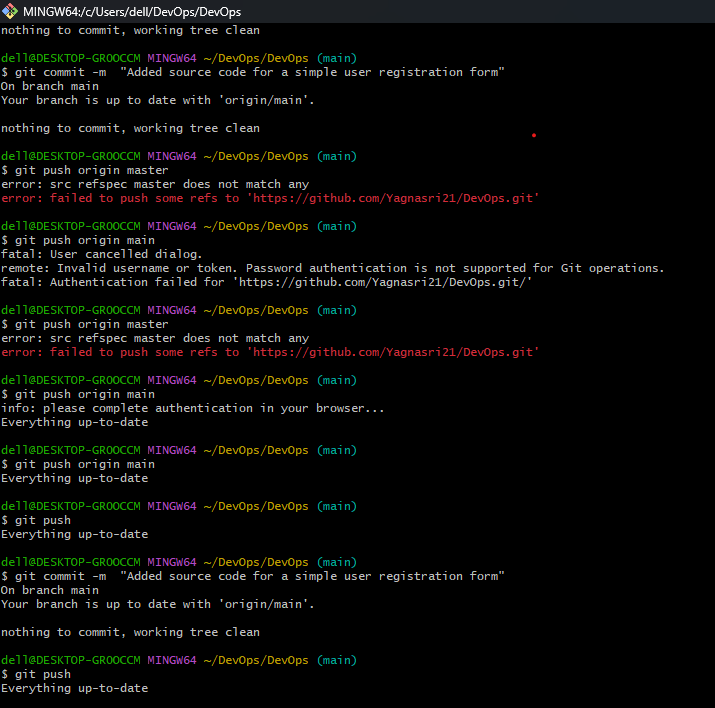 MINGW64:/c/Users/dell/DevOps/DevOps
nothing to commit, working tree clean
dell@DESKTOP-GROOCCM MINGW64 ~/DevOps/DevOps (main)
$ git commit -m  "Added source code for a simple user registration form"
On branch main
Your branch is up to date with 'origin/main'.
nothing to commit, working tree clean
dell@DESKTOP-GROOCCM MINGW64 ~/DevOps/DevOps (main)
$ git push origin master
error: src refspec master does not match any
error: failed to push some refs to 'https://github.com/Yagnasri21/DevOps.git'
dell@DESKTOP-GROOCCM MINGW64 ~/DevOps/DevOps (main)
$ git push origin main
fatal: User cancelled dialog.
remote: Invalid username or token. Password authentication is not supported for Git operations.
fatal: Authentication failed for 'https://github.com/Yagnasri21/DevOps.git/'
dell@DESKTOP-GROOCCM MINGW64 ~/DevOps/DevOps (main)
$ git push origin master
error: src refspec master does not match any
error: failed to push some refs to 'https://github.com/Yagnasri21/DevOps.git'
dell@DESKTOP-GROOCCM MINGW64 ~/DevOps/DevOps (main)
$ git push origin main
info: please complete authentication in your browser...
Everything up-to-date
dell@DESKTOP-GROOCCM MINGW64 ~/DevOps/DevOps (main)
$ git push origin main
Everything up-to-date
dell@DESKTOP-GROOCCM MINGW64 ~/DevOps/DevOps (main)
$ git push
Everything up-to-date
dell@DESKTOP-GROOCCM MINGW64 ~/DevOps/DevOps (main)
$ git commit -m  "Added source code for a simple user registration form"
On branch main
Your branch is up to date with 'origin/main'.
nothing to commit, working tree clean
dell@DESKTOP-GROOCCM MINGW64 ~/DevOps/DevOps (main)
$ git push
Everything up-to-date